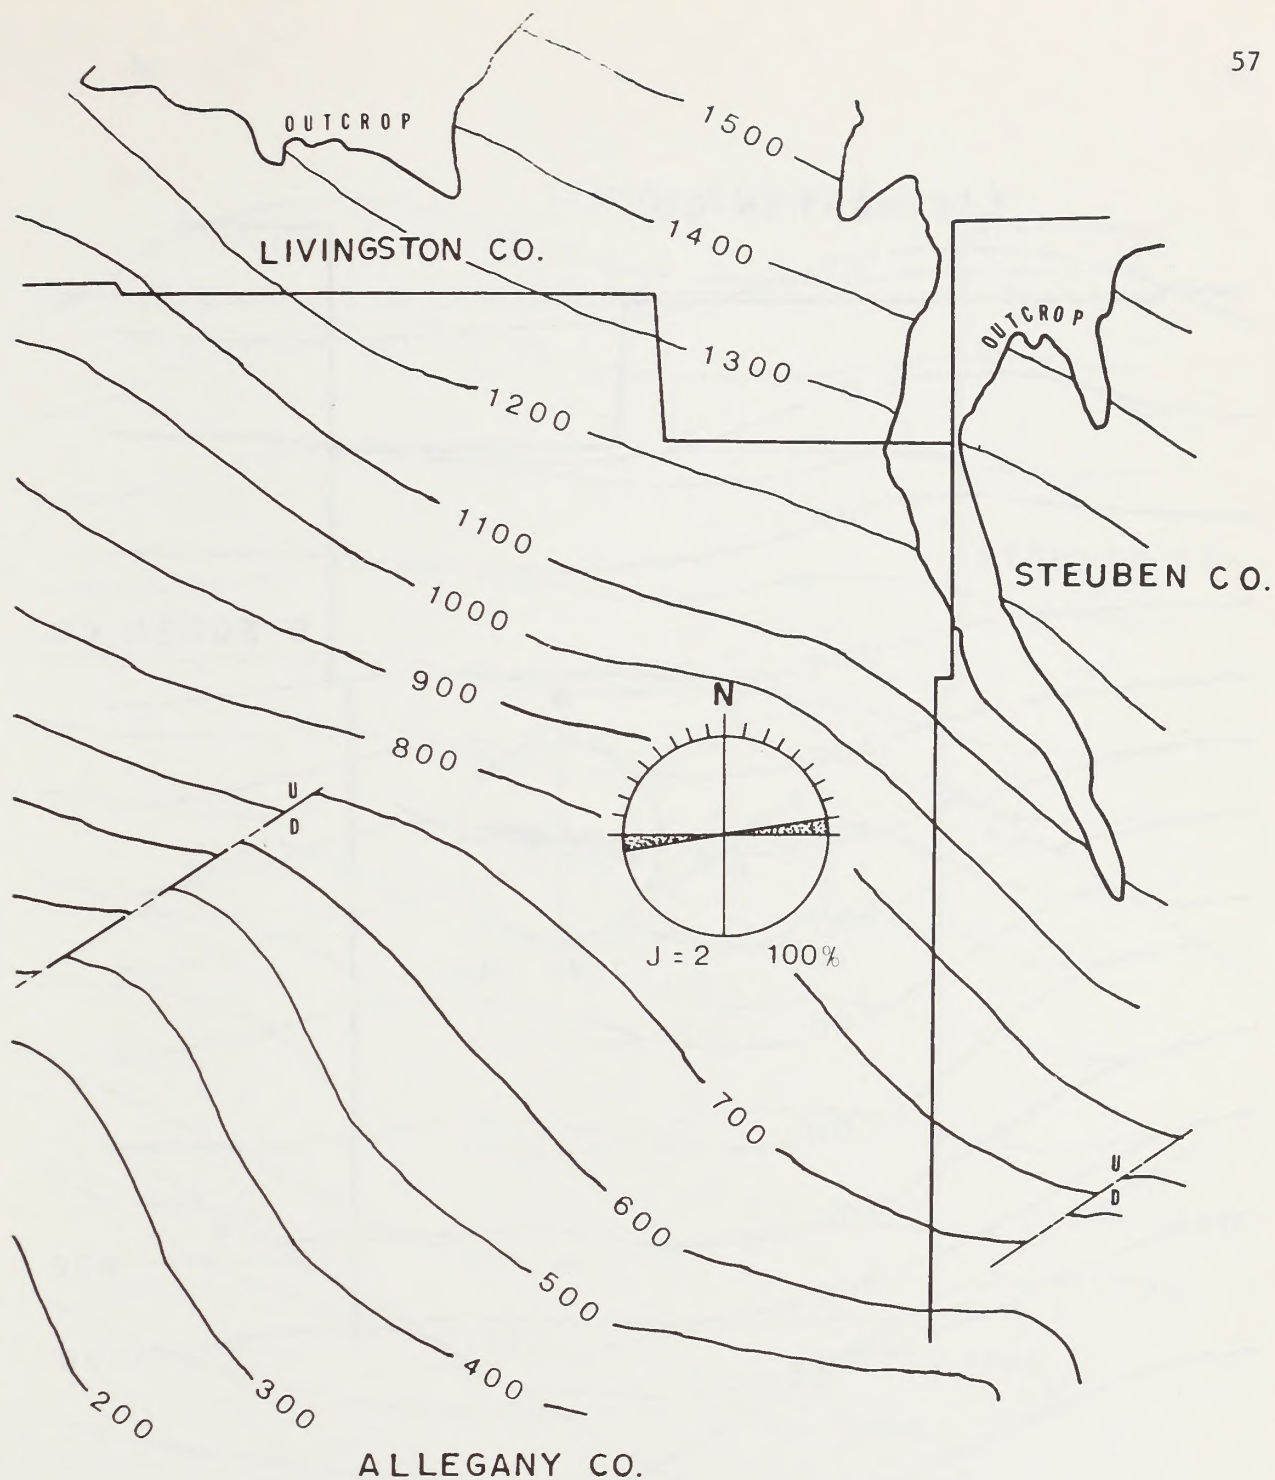 57
OUTCROP
1500
LIVINGSTON CO.
1400
OUTCROP
1300
1200
1100
STEUBEN CO.
1000
900
N
800
U
D
J = 2 100%
700
U
D
600
500
400
300
200
ALLEGANY CO.